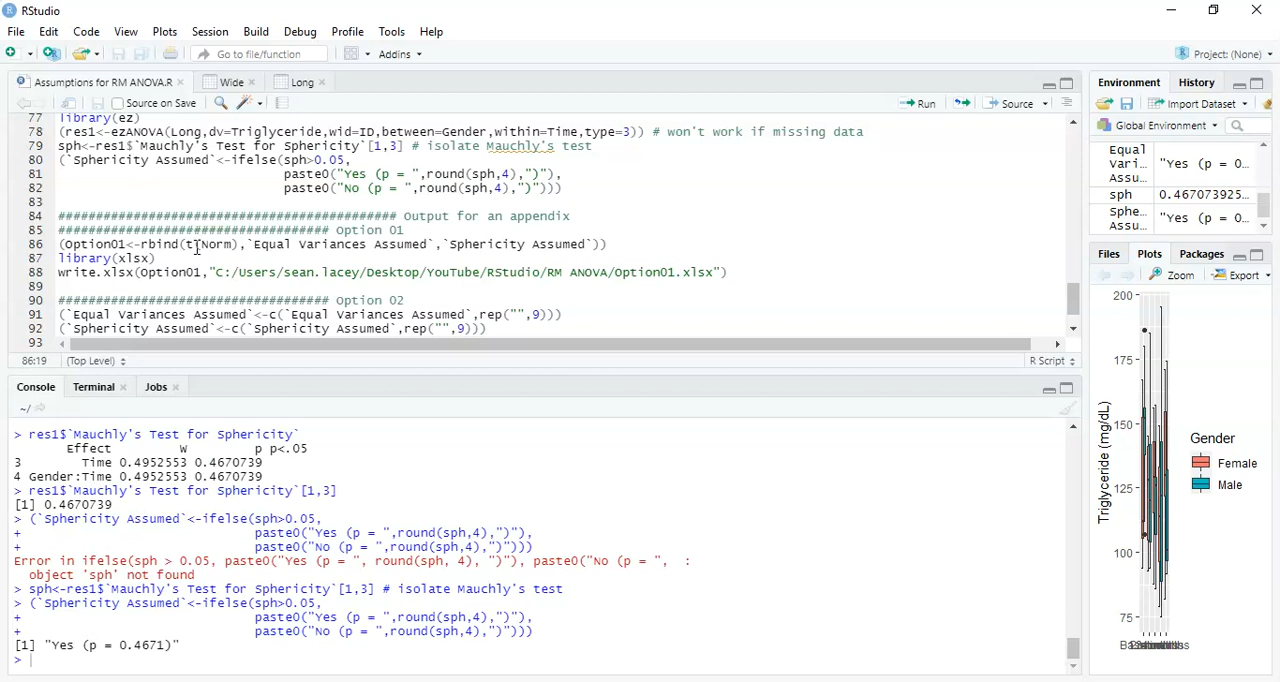 RStudio
File Edit Code View Plots Session Build Debug Profile Tools Help
Go to file/function Addins Project: (None)
Assumptions for RM ANOVA.R Wide Long
Source on Save Run Source
77 library(ez)
78 (res1<-ezANOVA(Long,dv=Triglyceride,wid=ID,between=Gender,within=Time,type=3)) # won't work if missing data
79 sph<-res1$`Mauchly's Test for Sphericity`[1,3] # isolate Mauchly's test
80 (`Sphericity Assumed`<-ifelse(sph>0.05,
81 paste0("Yes (p = ",round(sph,4),")"),
82 paste0("No (p = ",round(sph,4),")")))
83
84 ############################################# Output for an appendix
85 #################################### Option 01
86 (Option01<-rbind(t(Norm),`Equal Variances Assumed`,`Sphericity Assumed`))
87 library(xlsx)
88 write.xlsx(Option01,"C:/Users/sean.lacey/Desktop/YouTube/RStudio/RM ANOVA/Option01.xlsx")
89
90 #################################### Option 02
91 (`Equal Variances Assumed`<-c(`Equal Variances Assumed`,rep("",9)))
92 (`Sphericity Assumed`<-c(`Sphericity Assumed`,rep("",9)))
93
86:19 (Top Level) R Script
Console Terminal Jobs
~/
> res1$`Mauchly's Test for Sphericity`
Effect W p p<.05
3 Time 0.4952553 0.4670739
4 Gender:Time 0.4952553 0.4670739
> res1$`Mauchly's Test for Sphericity`[1,3]
[1] 0.4670739
> (`Sphericity Assumed`<-ifelse(sph>0.05,
+ paste0("Yes (p = ",round(sph,4),")"),
+ paste0("No (p = ",round(sph,4),")")))
Error in ifelse(sph > 0.05, paste0("Yes (p = ", round(sph, 4), ")"), paste0("No (p = ", :
object 'sph' not found
> sph<-res1$`Mauchly's Test for Sphericity`[1,3] # isolate Mauchly's test
> (`Sphericity Assumed`<-ifelse(sph>0.05,
+ paste0("Yes (p = ",round(sph,4),")"),
+ paste0("No (p = ",round(sph,4),")")))
[1] "Yes (p = 0.4671)"
>
Environment History
Import Dataset
Global Environment
Equal Vari… Assu… "Yes (p = 0…
sph 0.467073925…
Sphe… Assu… "Yes (p = 0…
Files Plots Packages
Zoom Export
200
175
150
125
100
75
Triglyceride (mg/dL)
Gender
Female
Male